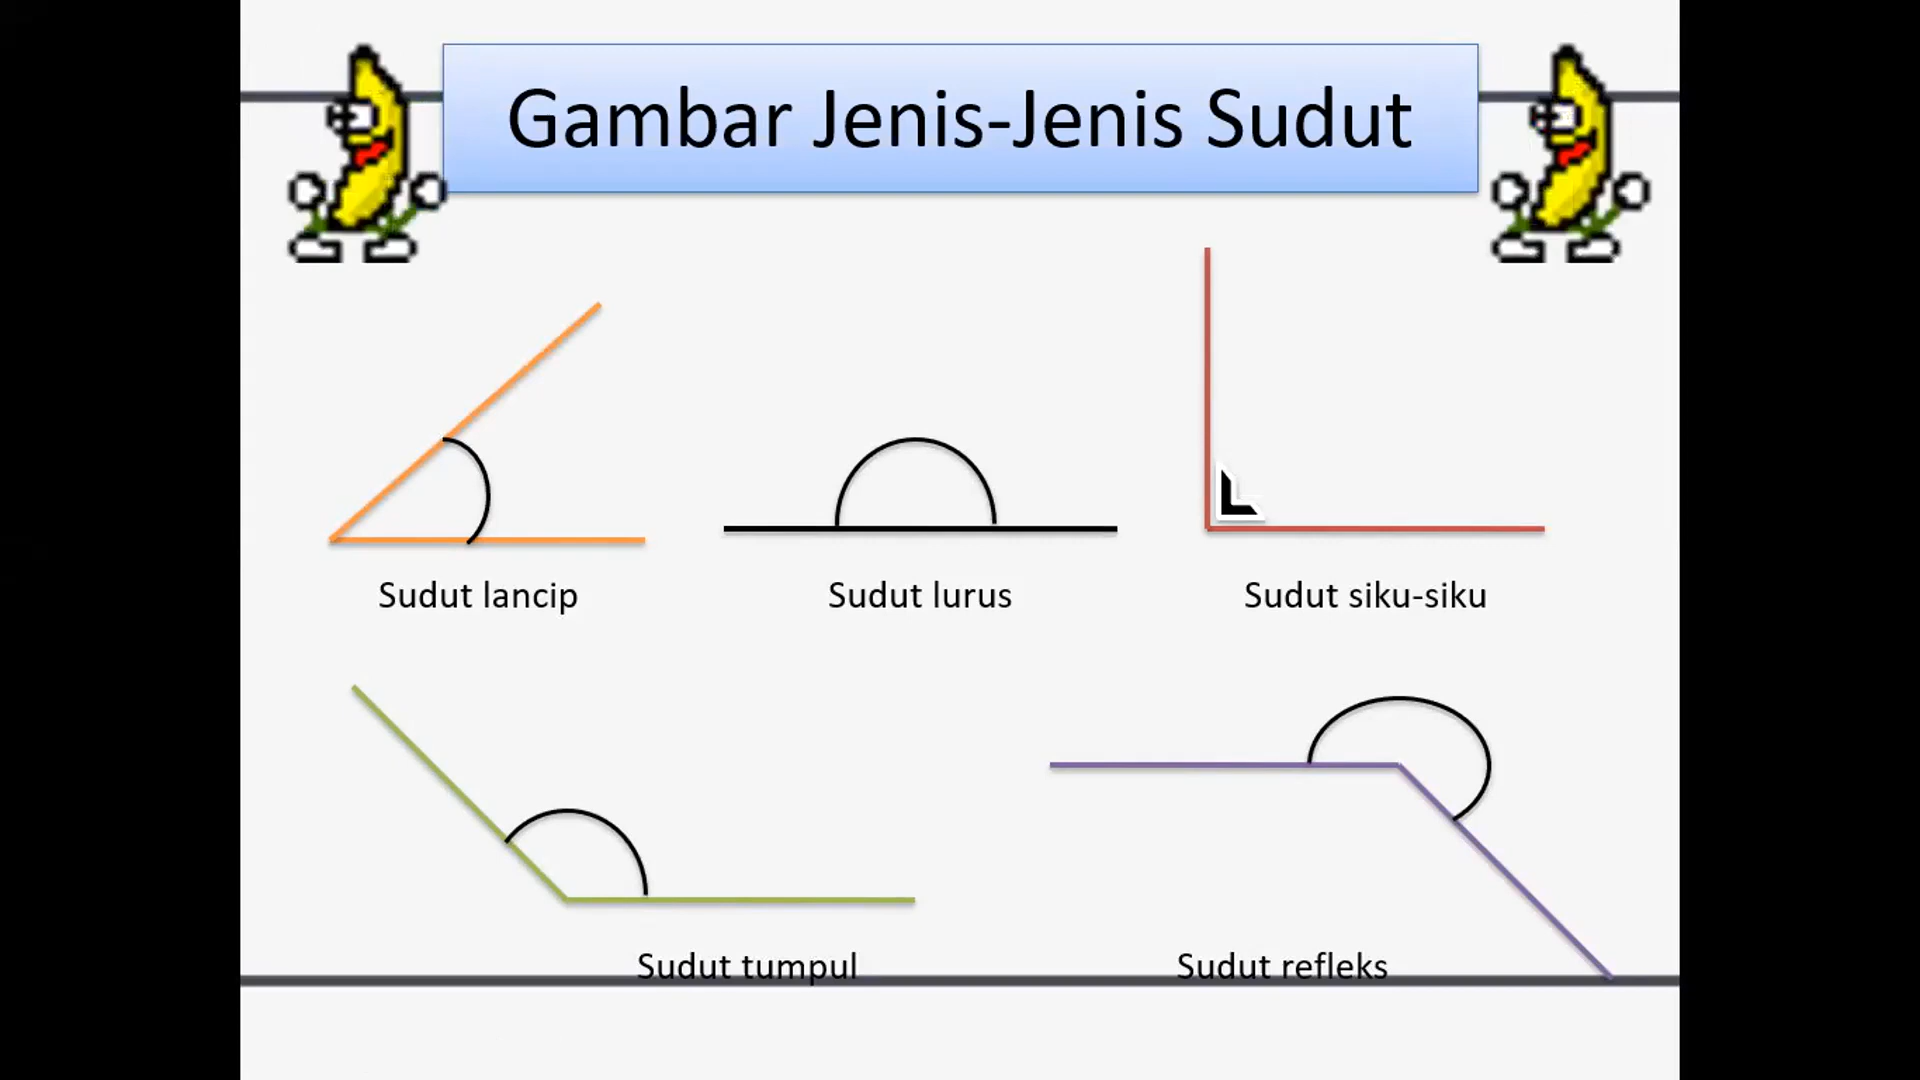 Gambar Jenis-Jenis Sudut
Sudut lancip
Sudut lurus
Sudut siku-siku
Sudut tumpul
Sudut refleks